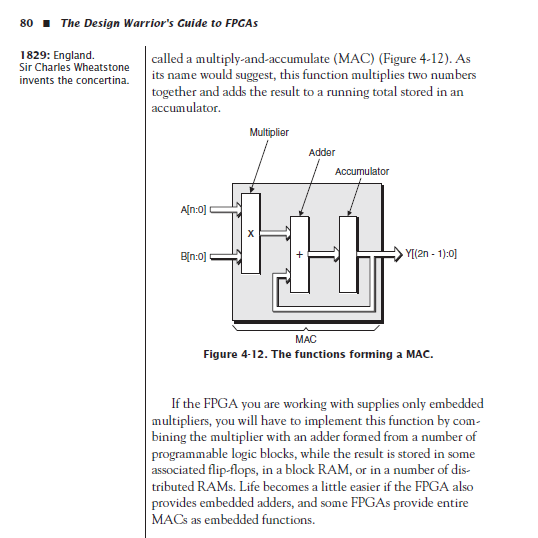 80 ■ The Design Warrior's Guide to FPGAs
1829: England.
Sir Charles Wheatstone
invents the concertina.
called a multiply-and-accumulate (MAC) (Figure 4-12). As
its name would suggest, this function multiplies two numbers
together and adds the result to a running total stored in an
accumulator.
Multiplier
Adder
Accumulator
A[n:0]
x
B[n:0]
+
Y[(2n - 1):0]
MAC
Figure 4-12. The functions forming a MAC.
If the FPGA you are working with supplies only embedded
multipliers, you will have to implement this function by com-
bining the multiplier with an adder formed from a number of
programmable logic blocks, while the result is stored in some
associated flip-flops, in a block RAM, or in a number of dis-
tributed RAMs. Life becomes a little easier if the FPGA also
provides embedded adders, and some FPGAs provide entire
MACs as embedded functions.